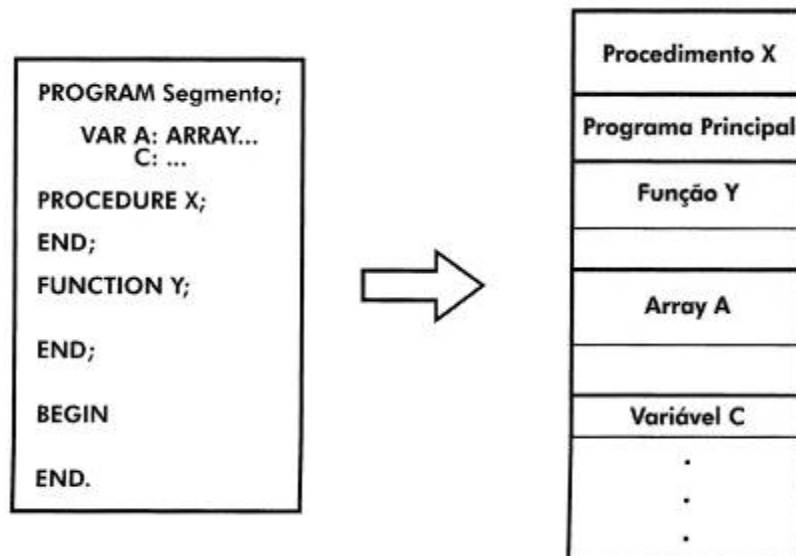 PROGRAM Segmento;
VAR A: ARRAY...
C: ...
PROCEDURE X;
END;
FUNCTION Y;
END;
BEGIN
END.
Procedimento X
Programa Principal
Função Y
Array A
Variável C
.
.
.